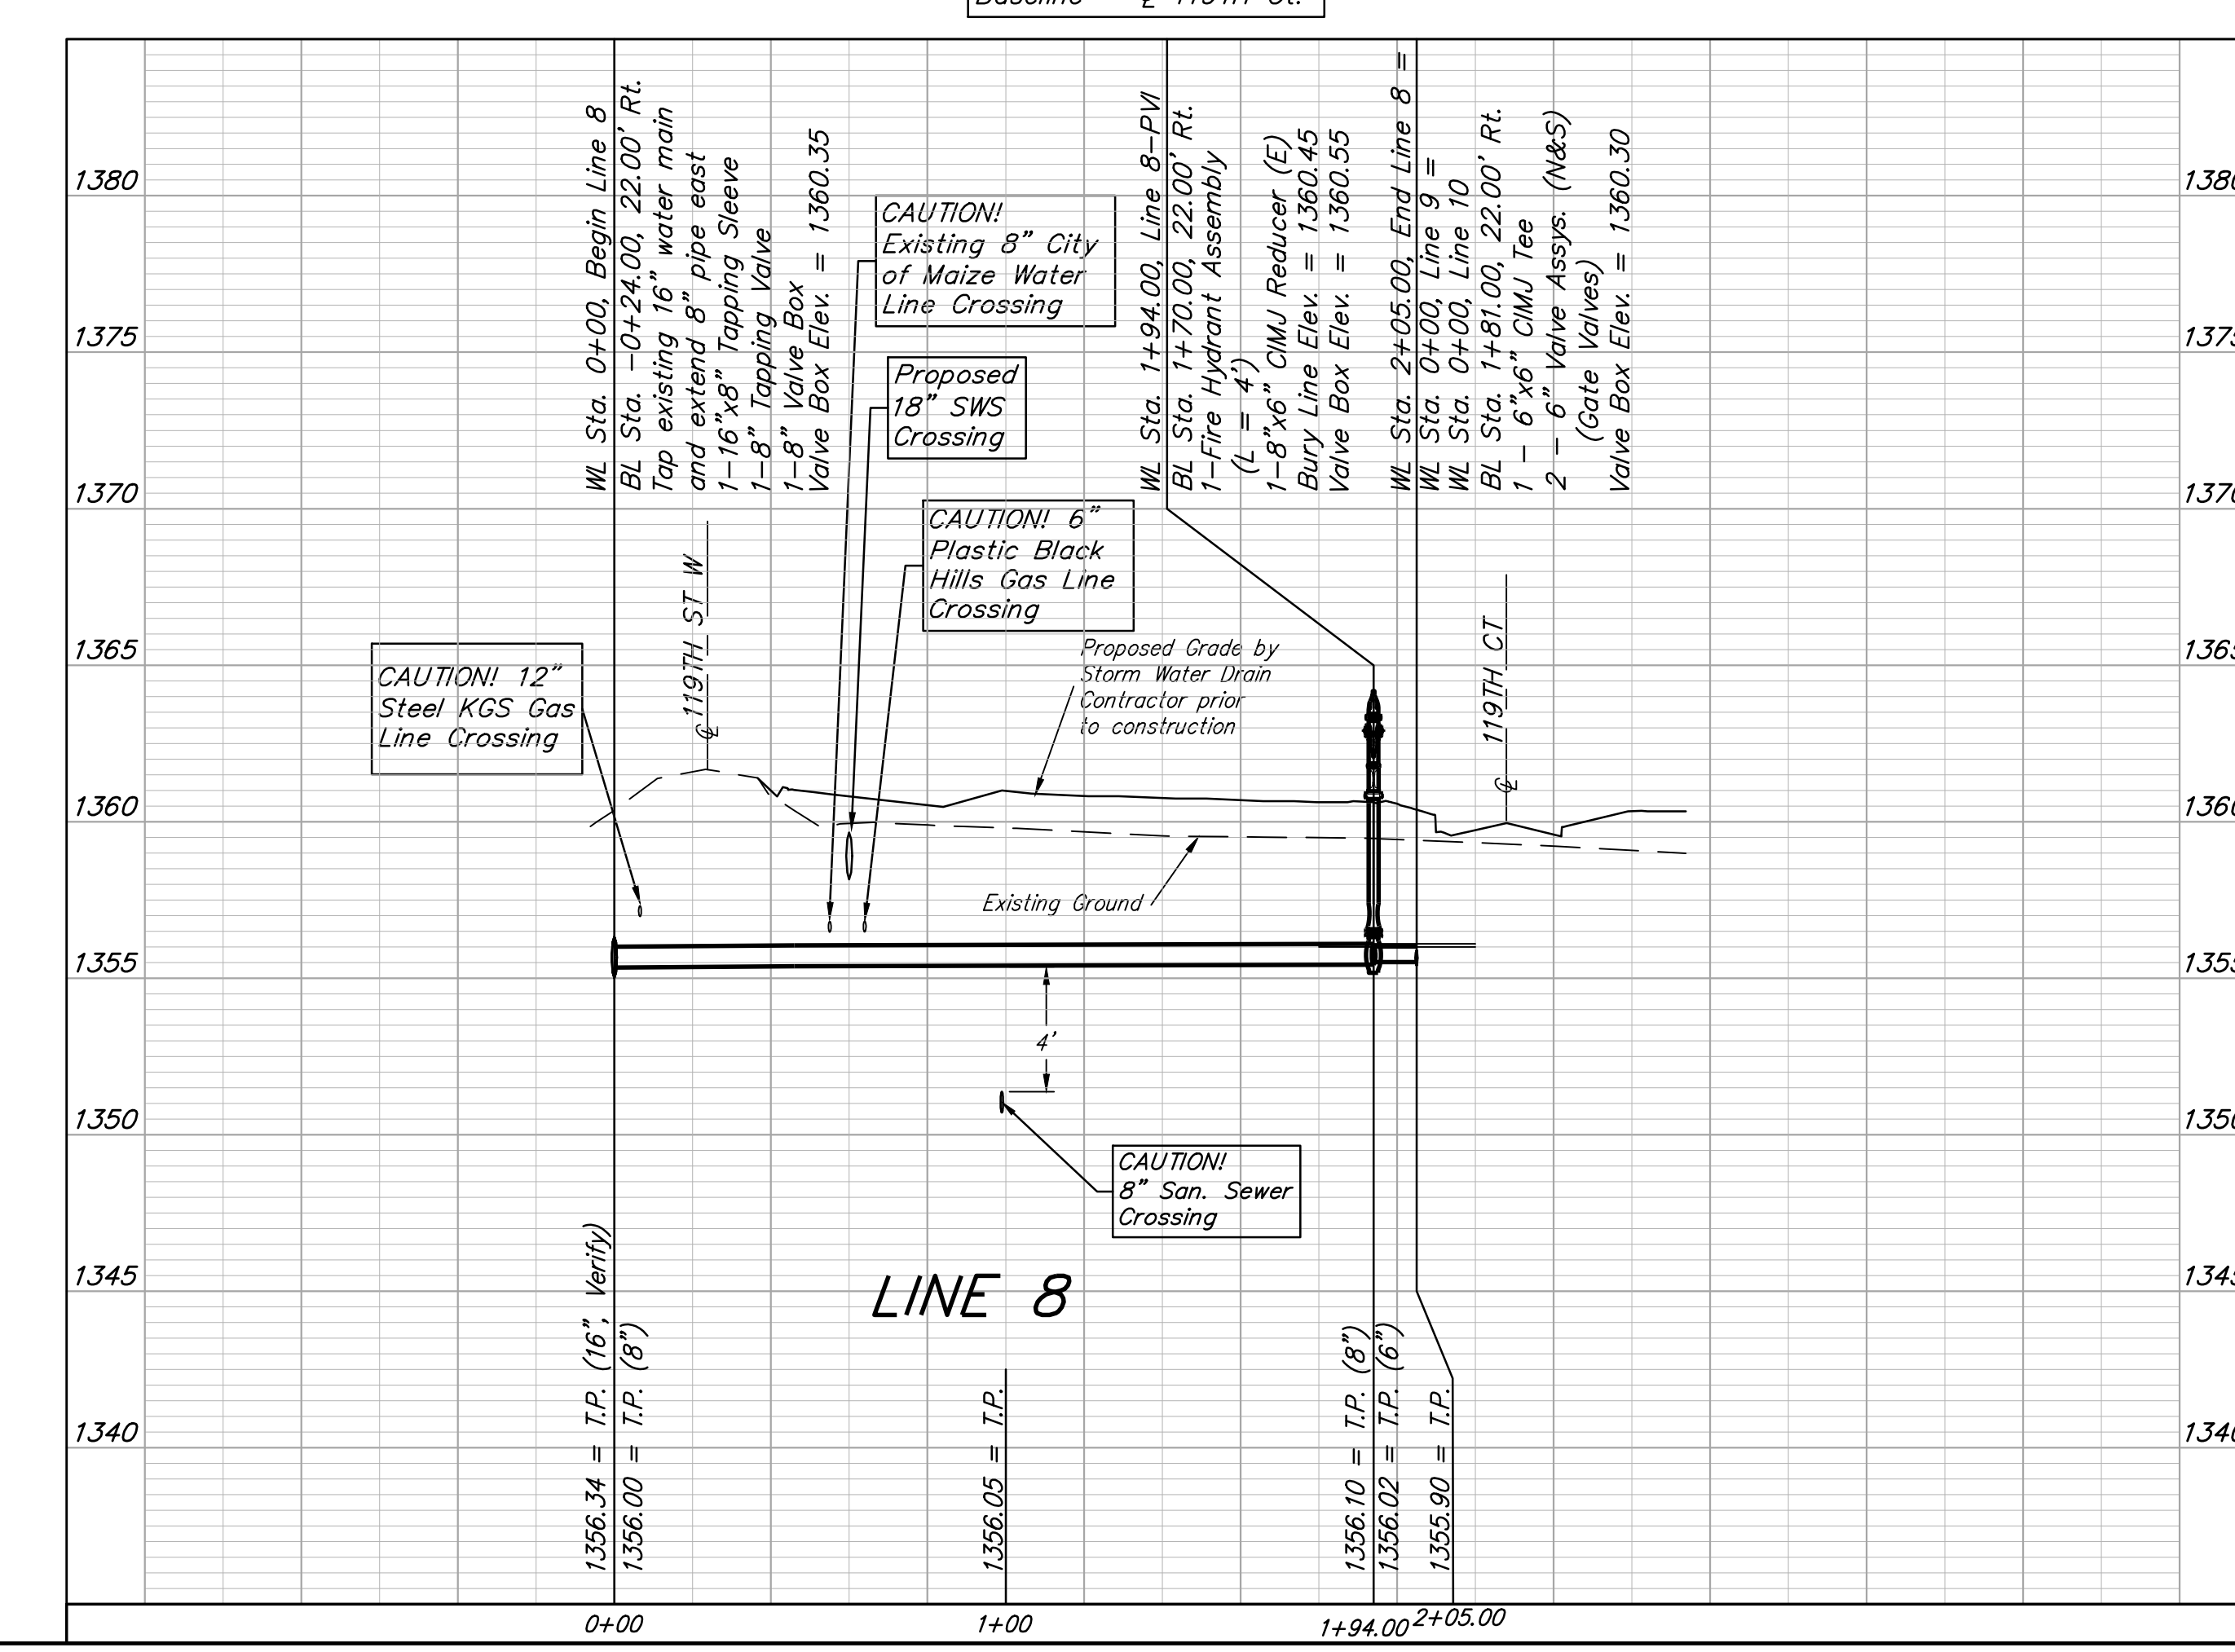 1380
1375
1370
1365
1360
1355
1350
1345
1340
WL Sta. 0+00, Begin Line 8
BL Sta. -0+24.00, 22.00' Rt.
Tap existing 16" water main
and extend 8" pipe east
1-16"x8" Tapping Sleeve
1-8" Tapping Valve
1-8" Valve Box
Valve Box Elev. = 1360.35
CAUTION!
Existing 8" City
of Maize Water
Line Crossing
Proposed
18" SWS
Crossing
CAUTION! 6"
Plastic Black
Hills Gas Line
Crossing
WL Sta. 1+94.00, Line 8-PVI
BL Sta. 1+70.00, 22.00' Rt.
1-Fire Hydrant Assembly
(L = 4')
1-8"x6" CIMJ Reducer (E)
Bury Line Elev. = 1360.45
Valve Box Elev. = 1360.55
WL Sta. 2+05.00, End Line 8 =
WL Sta. 0+00, Line 9 =
WL Sta. 0+00, Line 10
BL Sta. 1+81.00, 22.00' Rt.
1 - 6"x6" CIMJ Tee
2 - 6" Valve Assys. (N&S)
(Gate Valves)
Valve Box Elev. = 1360.30
CAUTION! 12"
Steel KGS Gas
Line Crossing
℄ 119TH ST W
Proposed Grade by
Storm Water Drain
Contractor prior
to construction
℄ 119TH CT
Existing Ground
4'
CAUTION!
8" San. Sewer
Crossing
LINE 8
1356.34 = T.P. (16", Verify)
1356.00 = T.P. (8")
1356.05 = T.P.
1356.10 = T.P. (8")
1356.02 = T.P. (6")
1355.90 = T.P.
0+00
1+00
1+94.00
2+05.00